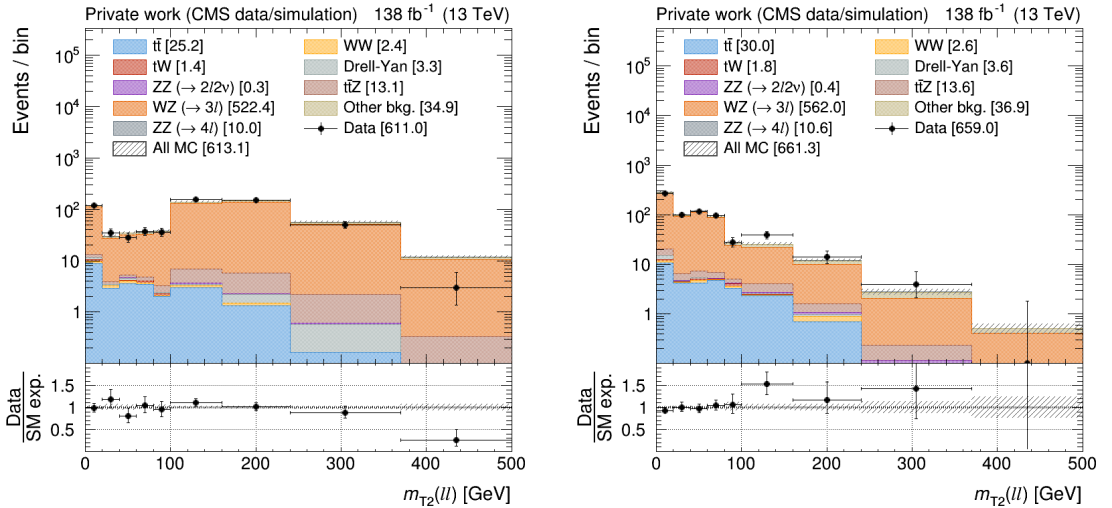 Private work (CMS data/simulation) 138 fb⁻¹ (13 TeV)
Events / bin
10⁵
10⁴
10³
10²
10
1
tt̄ [25.2]
WW [2.4]
tW [1.4]
Drell-Yan [3.3]
ZZ (→ 2l2ν) [0.3]
tt̄Z [13.1]
WZ (→ 3l) [522.4]
Other bkg. [34.9]
ZZ (→ 4l) [10.0]
Data [611.0]
All MC [613.1]
Data
SM exp.
1.5
1
0.5
0 100 200 300 400 500
m_T2(ll) [GeV]
Private work (CMS data/simulation) 138 fb⁻¹ (13 TeV)
Events / bin
10⁵
10⁴
10³
10²
10
1
tt̄ [30.0]
WW [2.6]
tW [1.8]
Drell-Yan [3.6]
ZZ (→ 2l2ν) [0.4]
tt̄Z [13.6]
WZ (→ 3l) [562.0]
Other bkg. [36.9]
ZZ (→ 4l) [10.6]
Data [659.0]
All MC [661.3]
Data
SM exp.
1.5
1
0.5
0 100 200 300 400 500
m_T2(ll) [GeV]